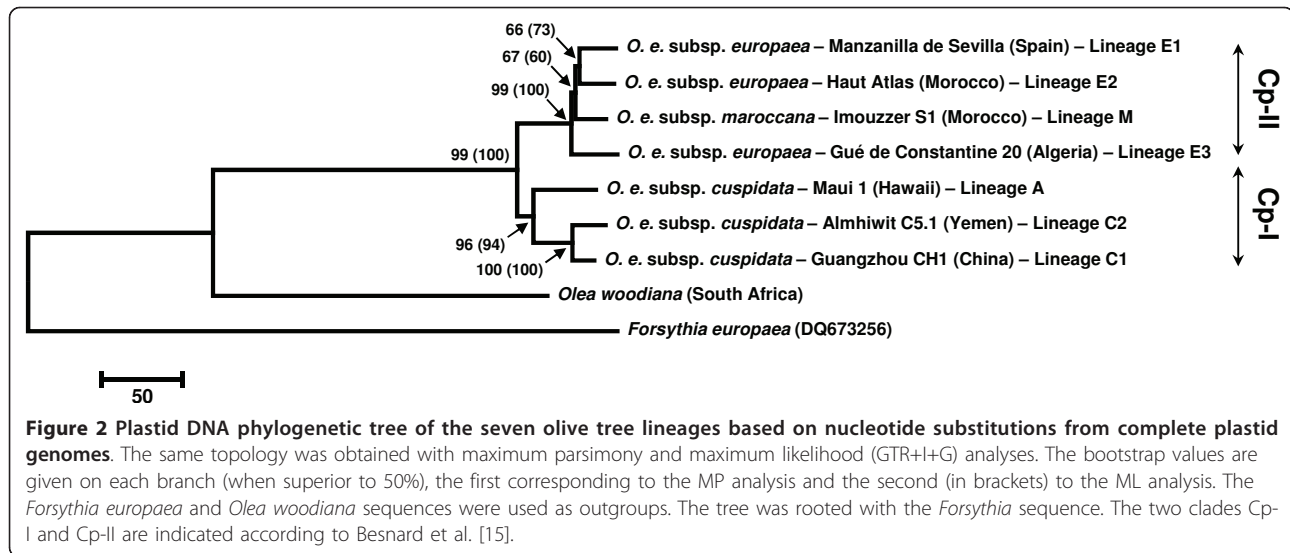 66 (73)
O. e. subsp. europaea – Manzanilla de Sevilla (Spain) – Lineage E1
67 (60)
O. e. subsp. europaea – Haut Atlas (Morocco) – Lineage E2
99 (100)
O. e. subsp. maroccana – Imouzzer S1 (Morocco) – Lineage M
Cp-II
99 (100)
O. e. subsp. europaea – Gué de Constantine 20 (Algeria) – Lineage E3
O. e. subsp. cuspidata – Maui 1 (Hawaii) – Lineage A
O. e. subsp. cuspidata – Almhiwit C5.1 (Yemen) – Lineage C2
Cp-I
96 (94)
100 (100)
O. e. subsp. cuspidata – Guangzhou CH1 (China) – Lineage C1
Olea woodiana (South Africa)
Forsythia europaea (DQ673256)
50
Figure 2 Plastid DNA phylogenetic tree of the seven olive tree lineages based on nucleotide substitutions from complete plastid
genomes. The same topology was obtained with maximum parsimony and maximum likelihood (GTR+I+G) analyses. The bootstrap values are
given on each branch (when superior to 50%), the first corresponding to the MP analysis and the second (in brackets) to the ML analysis. The
Forsythia europaea and Olea woodiana sequences were used as outgroups. The tree was rooted with the Forsythia sequence. The two clades Cp-
I and Cp-II are indicated according to Besnard et al. [15].